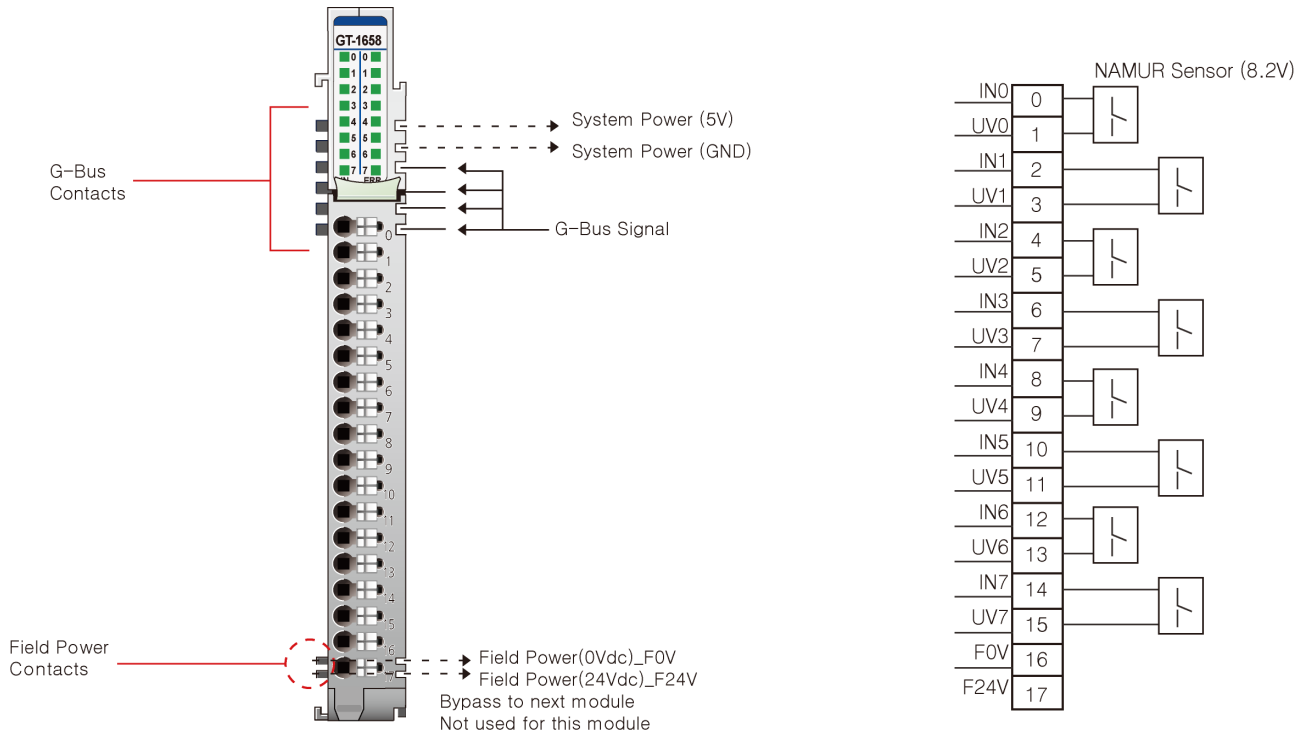 GT-1658
0 0
1 1
2 2
3 3
4 4
5 5
6 6
7 7
G-Bus
Contacts
System Power (5V)
System Power (GND)
G-Bus Signal
0
1
2
3
4
5
6
7
8
9
10
11
12
13
14
15
16
Field Power
Contacts
Field Power(0Vdc)_F0V
Field Power(24Vdc)_F24V
Bypass to next module
Not used for this module
NAMUR Sensor (8.2V)
IN0 0
UV0 1
IN1 2
UV1 3
IN2 4
UV2 5
IN3 6
UV3 7
IN4 8
UV4 9
IN5 10
UV5 11
IN6 12
UV6 13
IN7 14
UV7 15
F0V 16
F24V 17